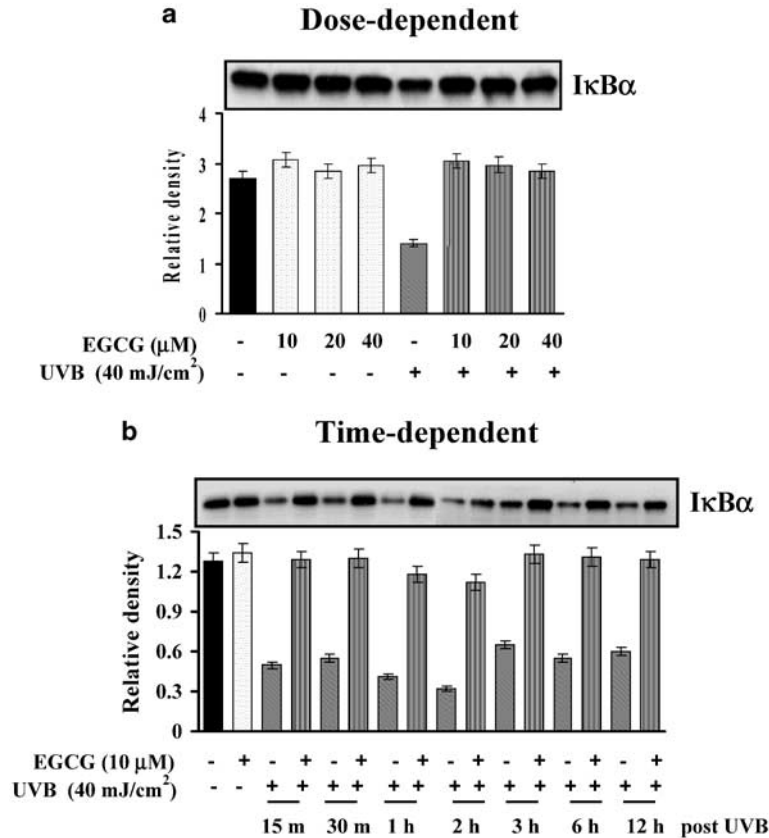 a
Dose-dependent
IκBα
Relative density
4
3
2
1
0
EGCG (μM) - 10 20 40 - 10 20 40
UVB (40 mJ/cm²) - - - - + + + +
b
Time-dependent
IκBα
Relative density
1.5
1.2
0.6
0.3
0
EGCG (10 μM) - + - + - + - + - + - + - + - +
UVB (40 mJ/cm²) - - + + + + + + + + + + + + + +
15 m 30 m 1 h 2 h 3 h 6 h 12 h post UVB